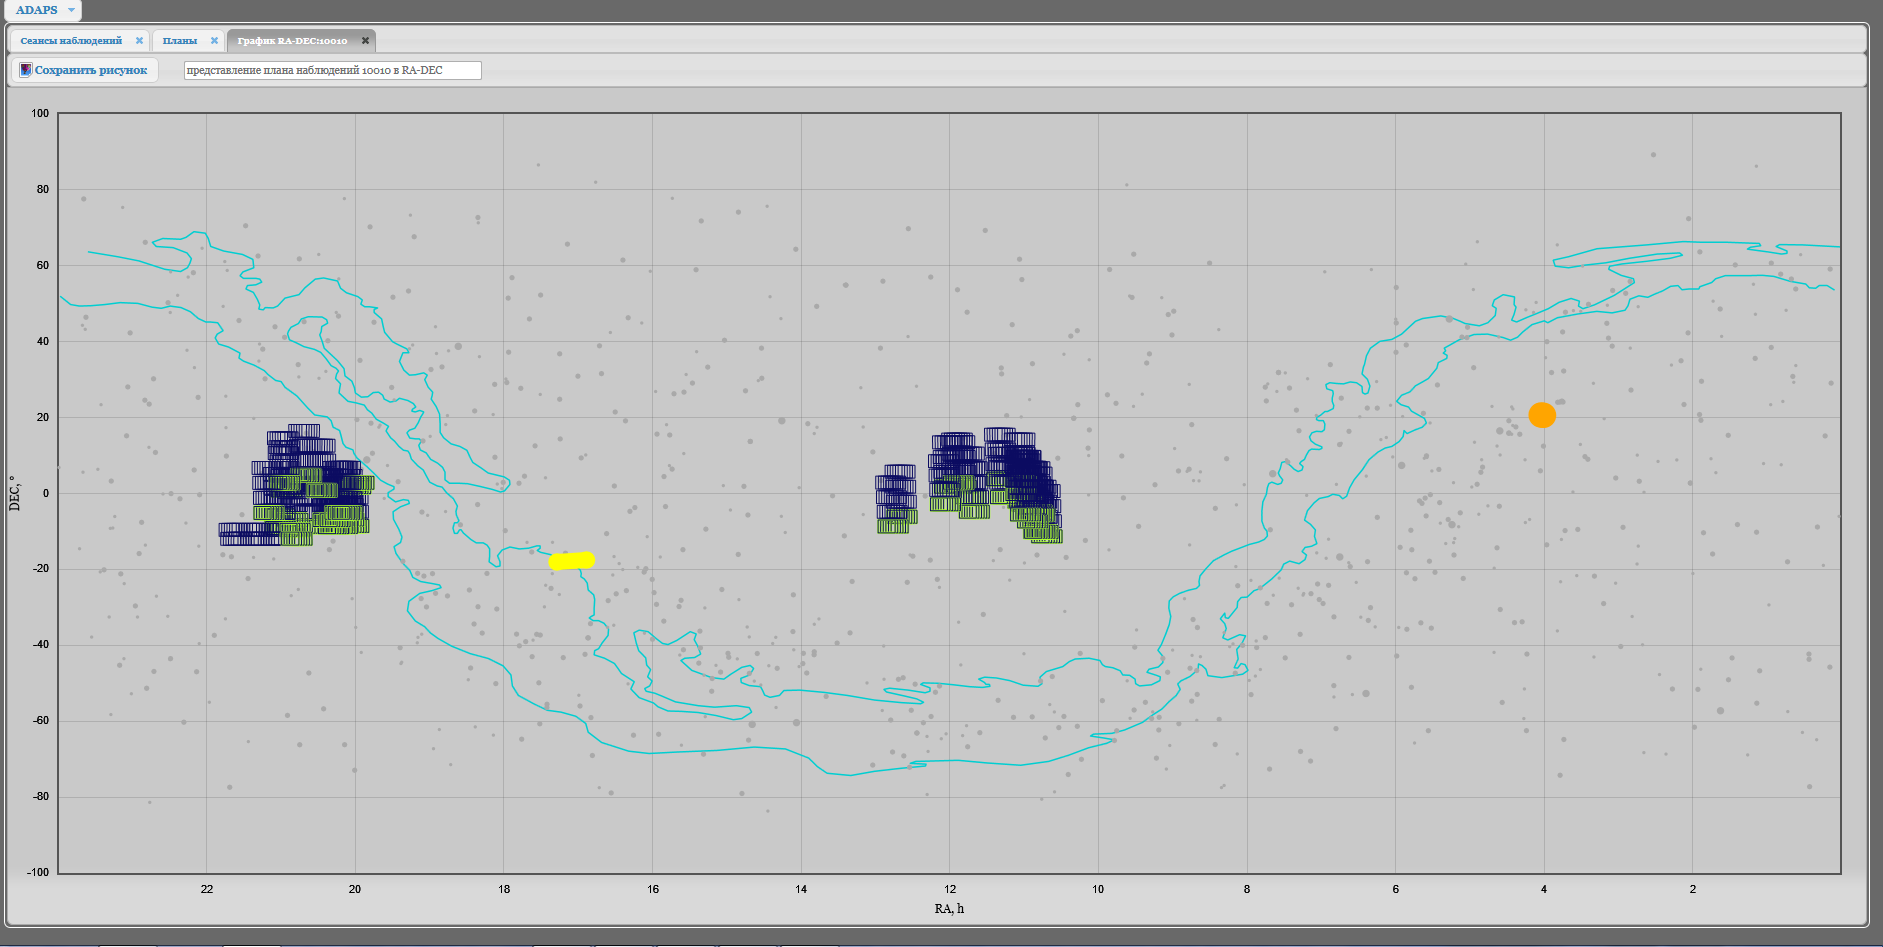 ADAPS
Сеансы наблюдений
Планы
График RA-DEC:10010
Сохранить рисунок
представление плана наблюдений 10010 в RA-DEC
100
80
60
40
20
0
-20
-40
-60
-80
-100
DEC, °
22 20 18 16 14 12 10 8 6 4 2
RA, h